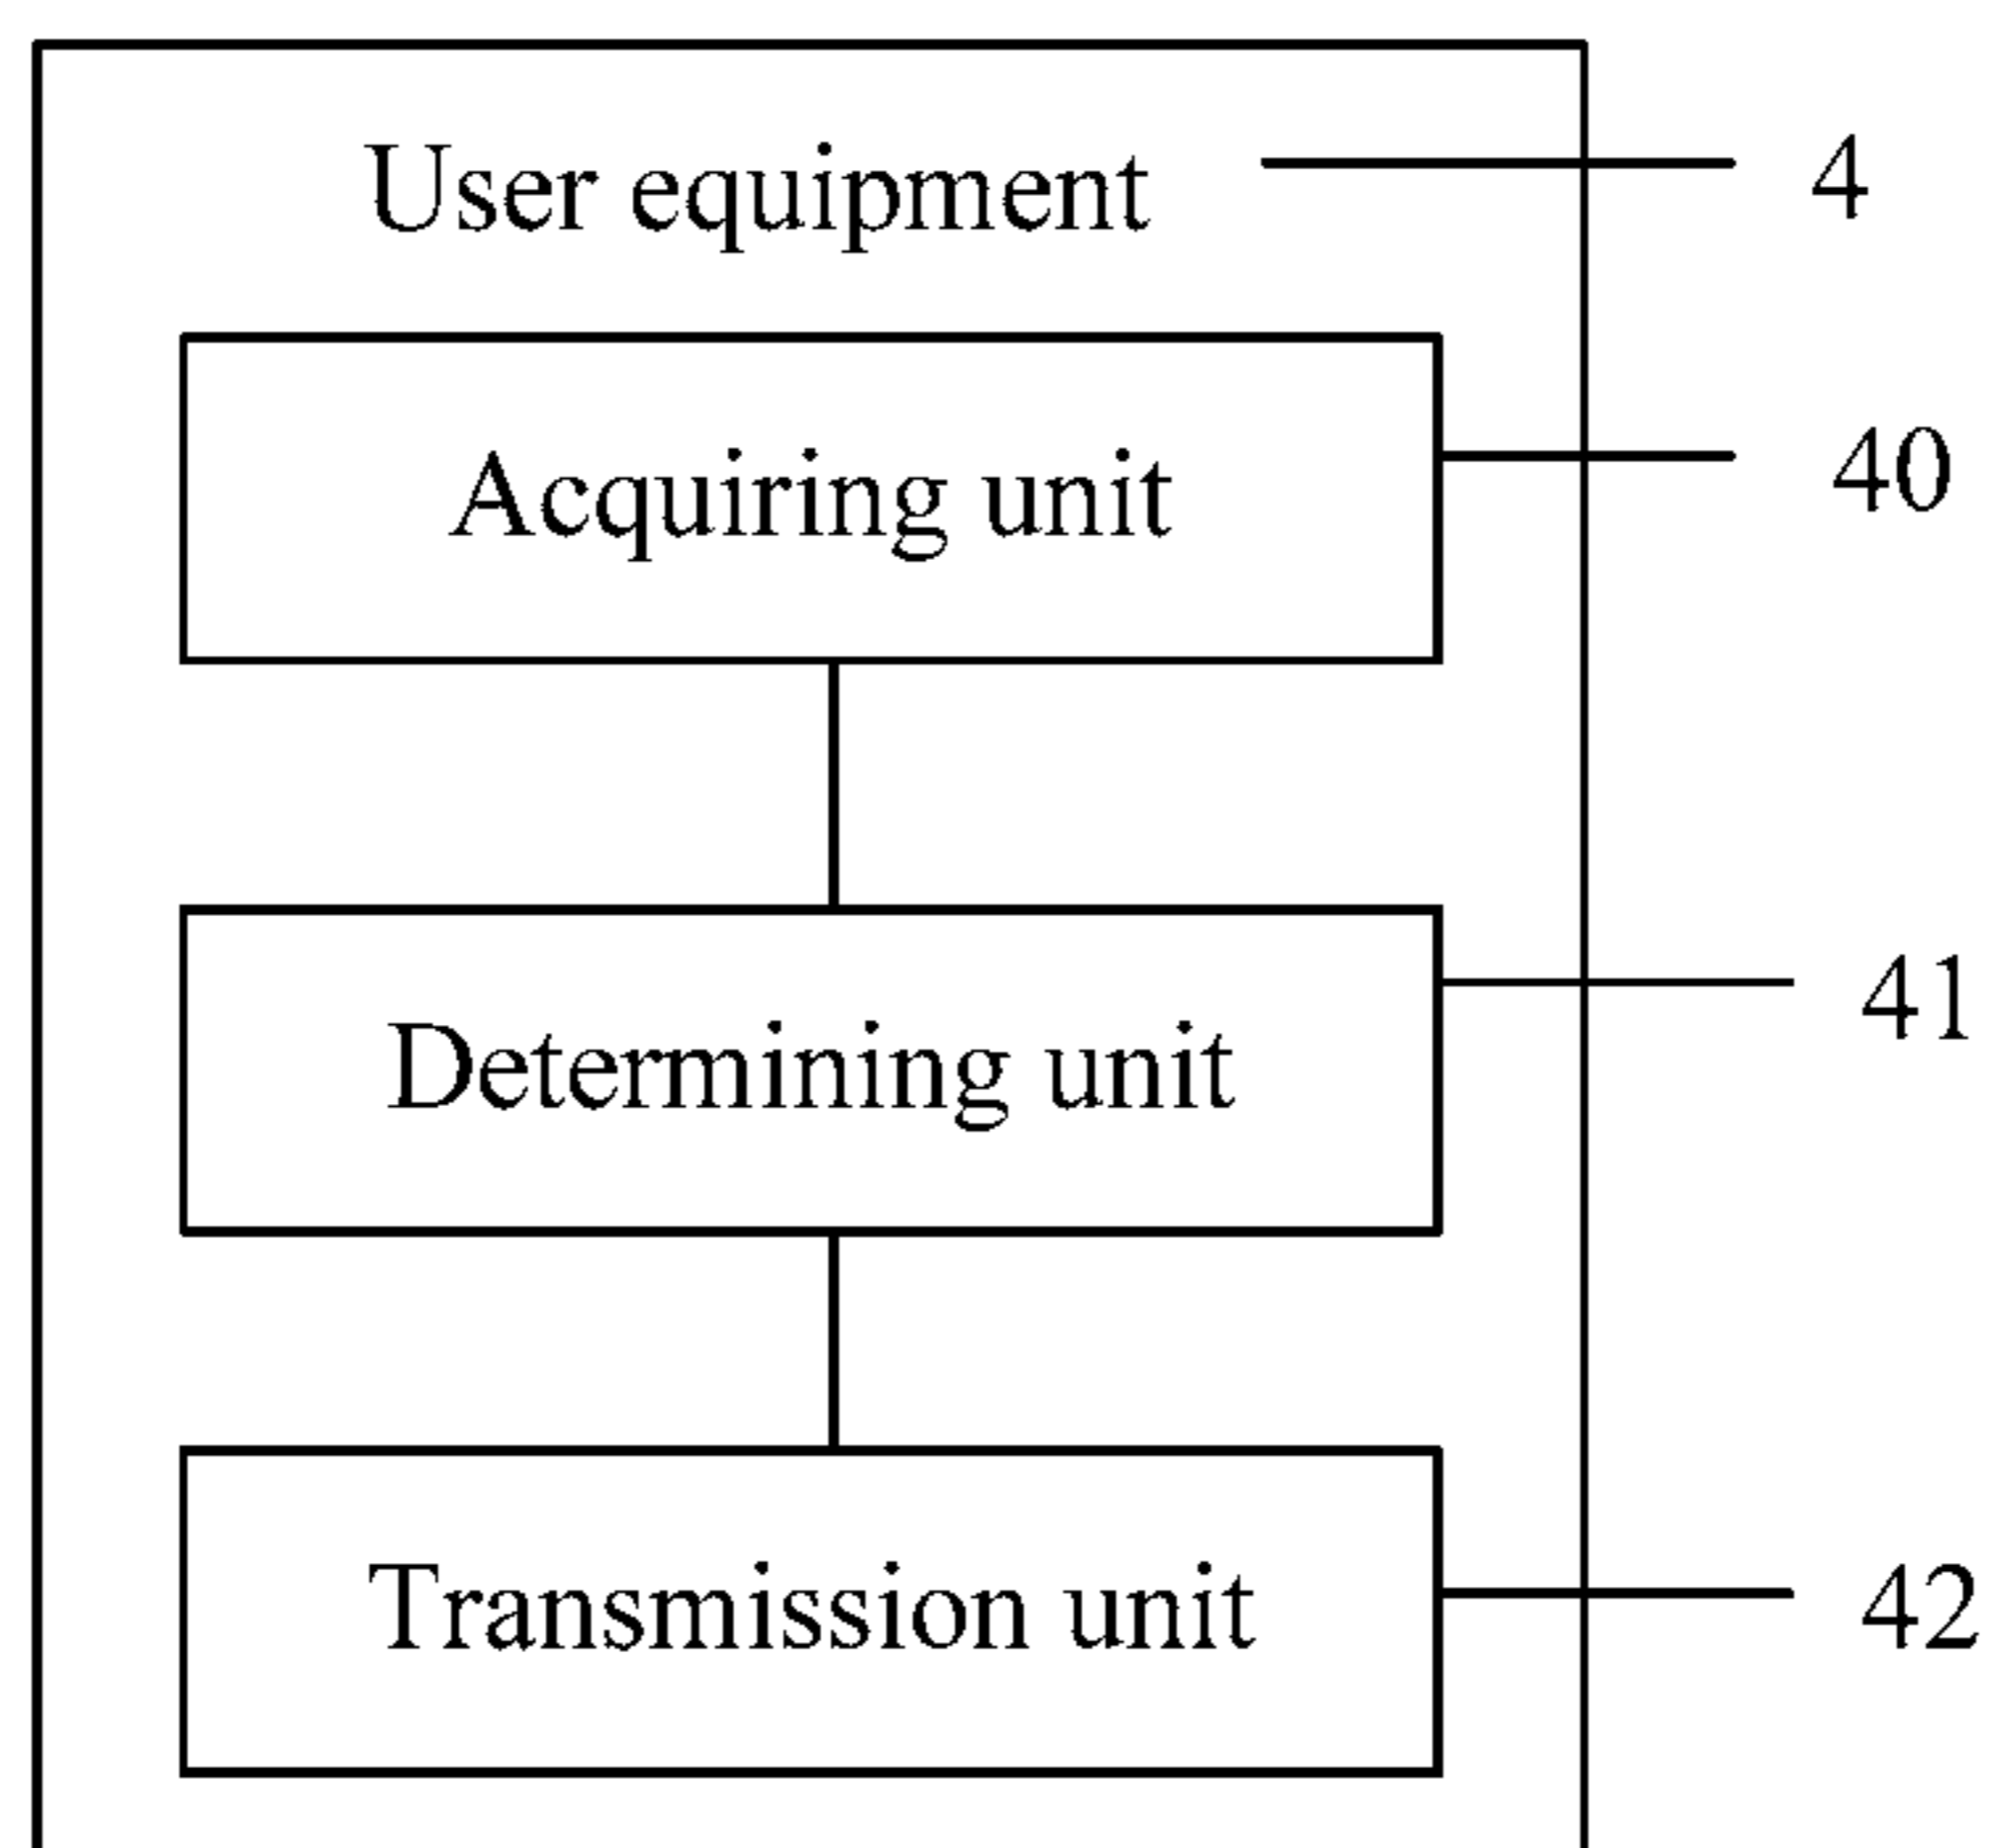 User equipment 4
Acquiring unit 40
Determining unit 41
Transmission unit 42